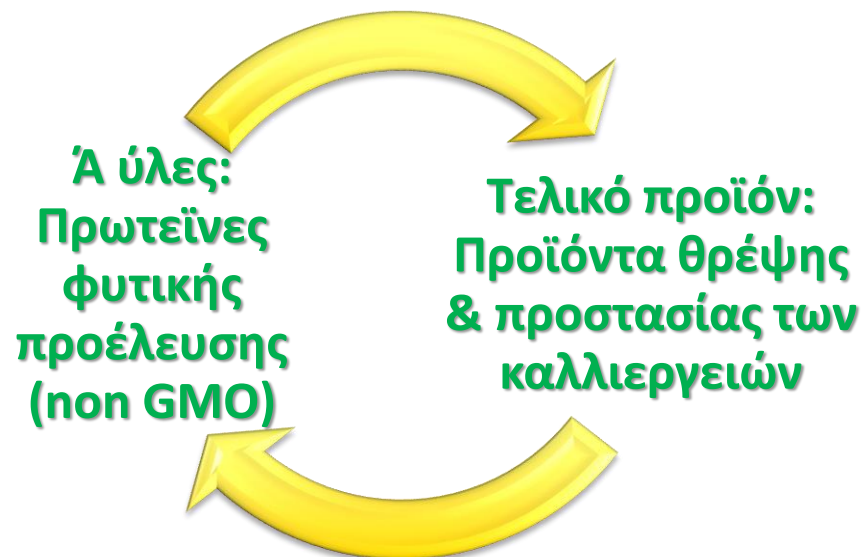 Ά ύλες:
Πρωτεϊνες
φυτικής
προέλευσης
(non GMO)
Τελικό προϊόν:
Προϊόντα θρέψης
& προστασίας των
καλλιεργειών